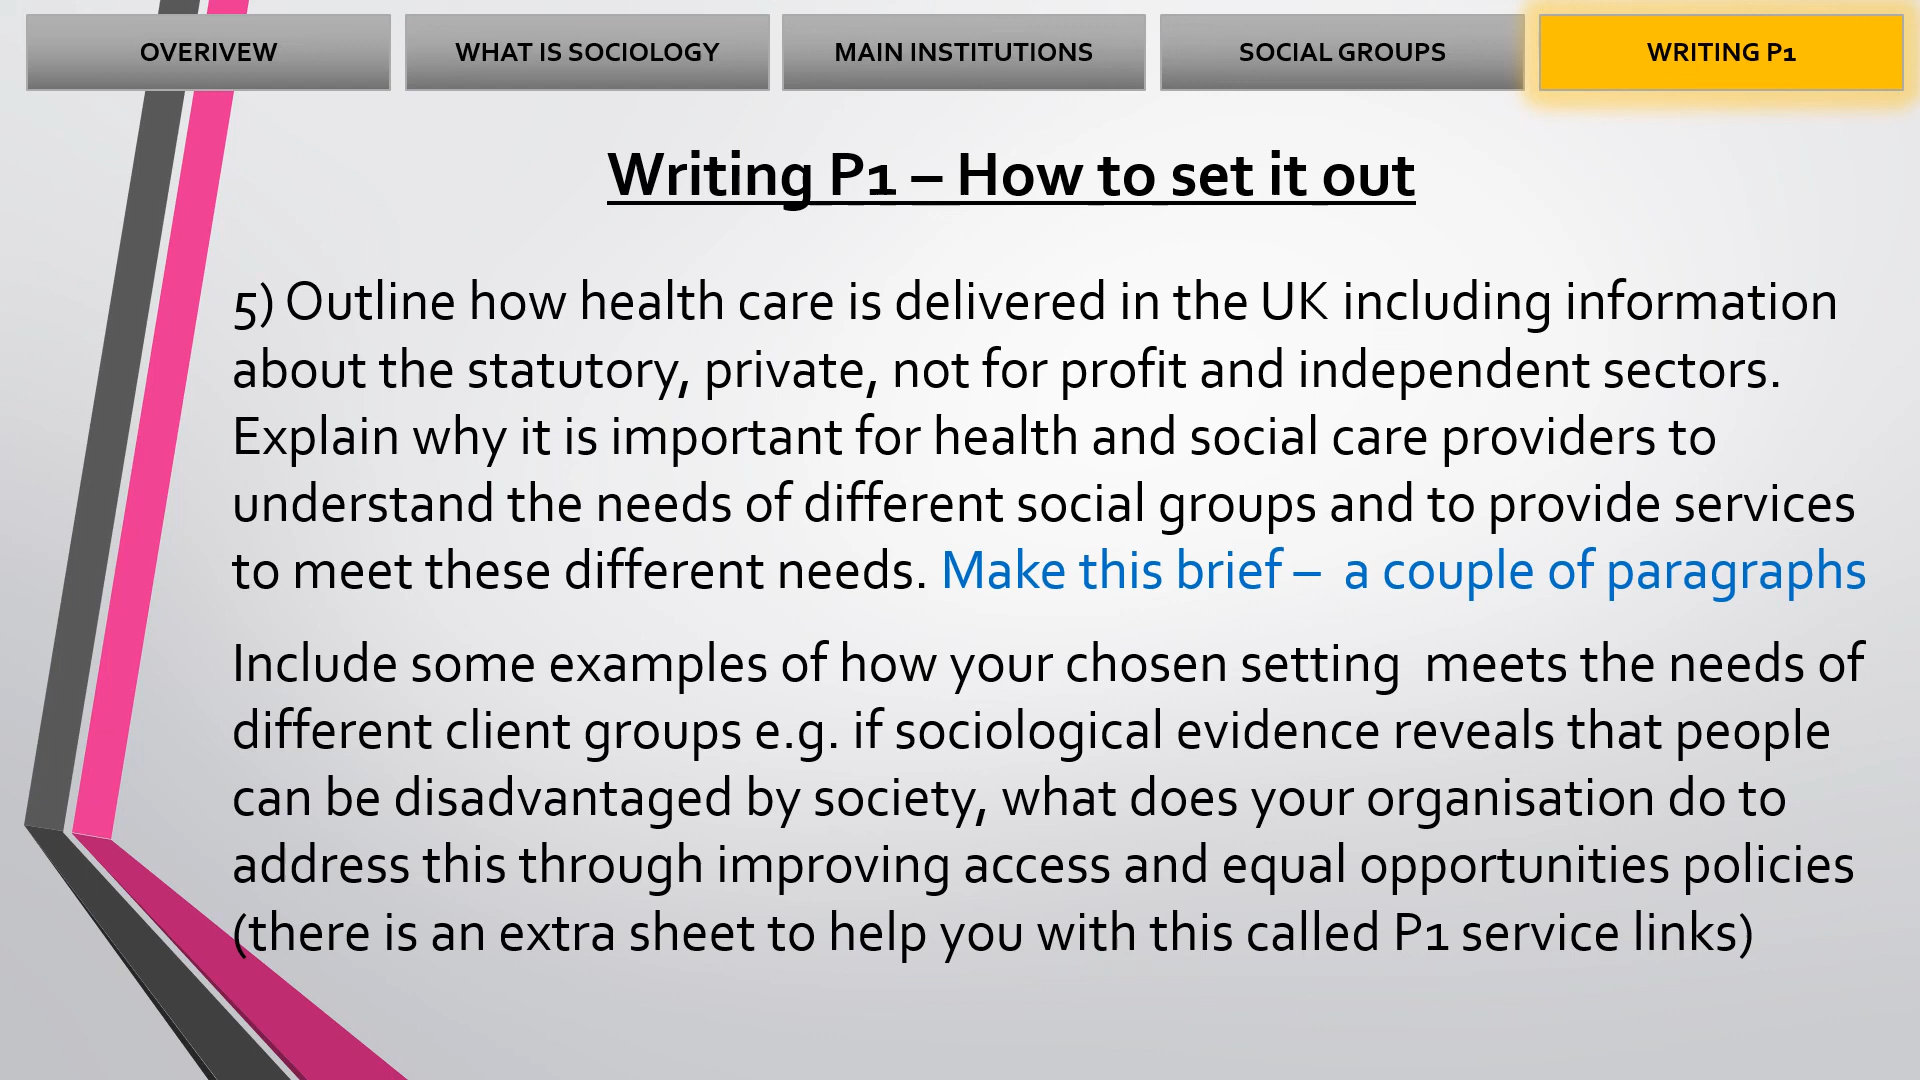 OVERIVEW
WHAT IS SOCIOLOGY
MAIN INSTITUTIONS
SOCIAL GROUPS
WRITING P1
Writing P1 – How to set it out
5) Outline how health care is delivered in the UK including information
about the statutory, private, not for profit and independent sectors.
Explain why it is important for health and social care providers to
understand the needs of different social groups and to provide services
to meet these different needs. Make this brief – a couple of paragraphs
Include some examples of how your chosen setting meets the needs of
different client groups e.g. if sociological evidence reveals that people
can be disadvantaged by society, what does your organisation do to
address this through improving access and equal opportunities policies
(there is an extra sheet to help you with this called P1 service links)